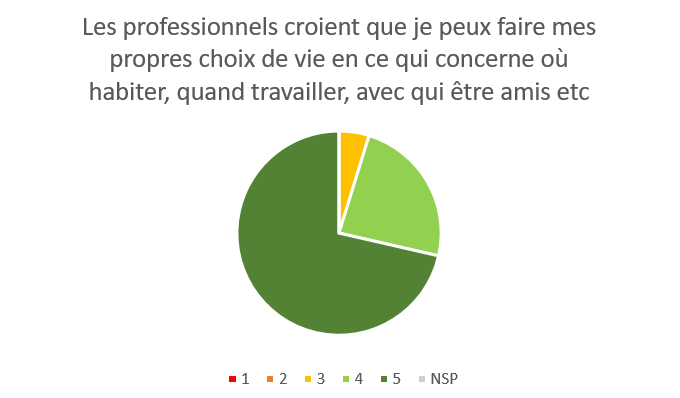 Les professionnels croient que je peux faire mes
propres choix de vie en ce qui concerne où
habiter, quand travailler, avec qui être amis etc
1 2 3 4 5 NSP